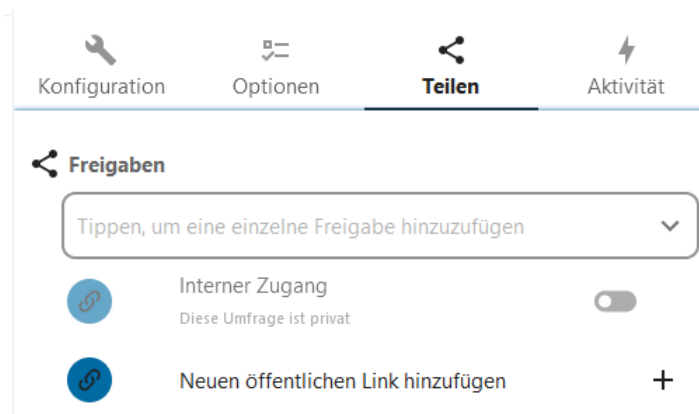 Konfiguration Optionen Teilen Aktivität
Freigaben
Tippen, um eine einzelne Freigabe hinzuzufügen
Interner Zugang
Diese Umfrage ist privat
Neuen öffentlichen Link hinzufügen